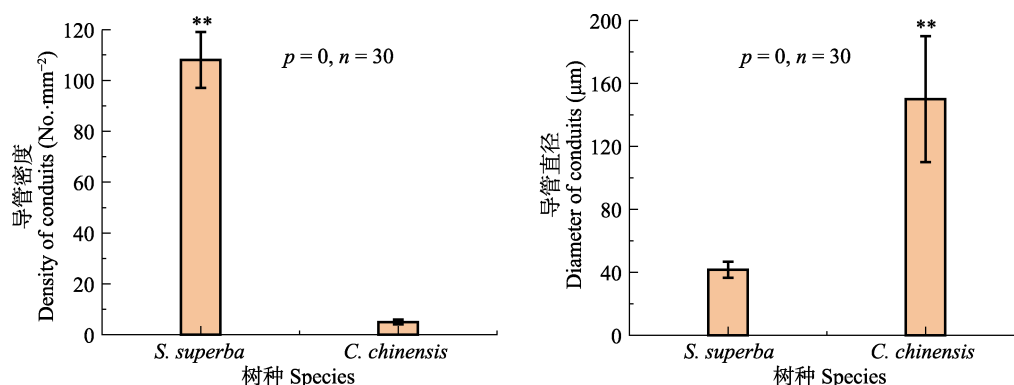 导管密度
Density of conduits (No.·mm⁻²)
120
100
80
60
40
20
0
**
p = 0, n = 30
S. superba
C. chinensis
树种 Species
导管直径
Diameter of conduits (μm)
200
160
120
80
40
0
**
p = 0, n = 30
S. superba
C. chinensis
树种 Species